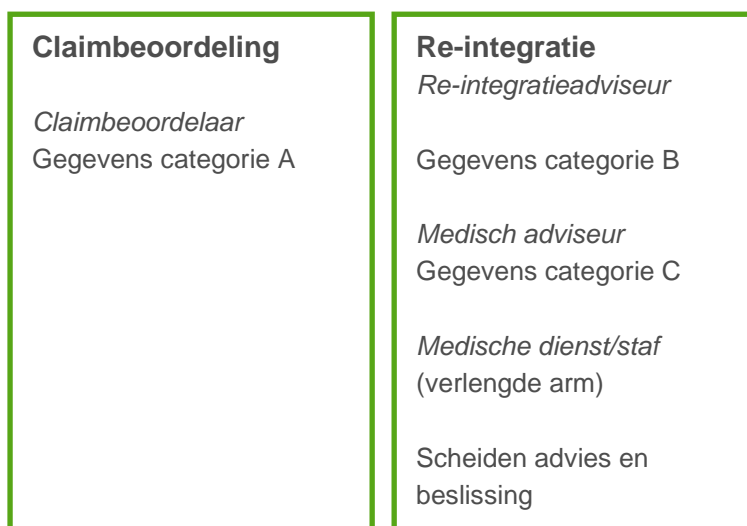 Claimbeoordeling
Claimbeoordelaar
Gegevens categorie A
Re-integratie
Re-integratieadviseur
Gegevens categorie B
Medisch adviseur
Gegevens categorie C
Medische dienst/staf
(verlengde arm)
Scheiden advies en
beslissing